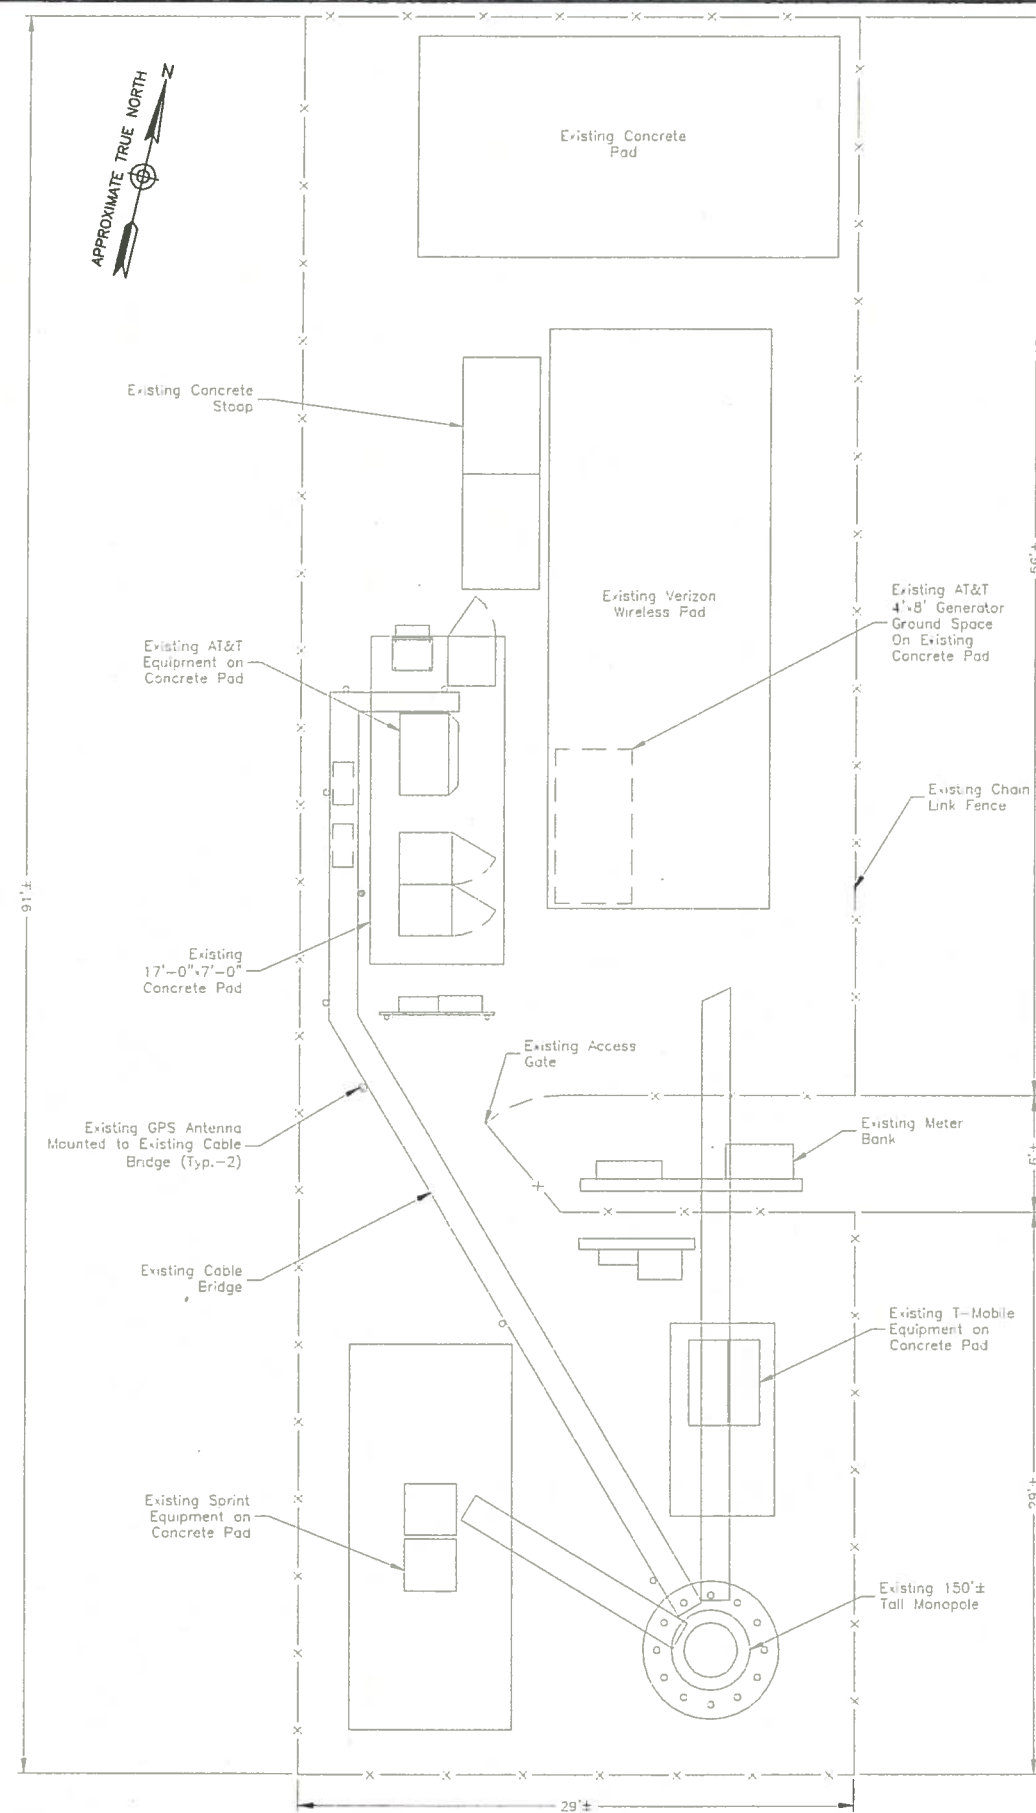 APPROXIMATE TRUE NORTH
N
Existing Concrete
Pad
Existing Concrete
Stoop
Existing Verizon
Wireless Pad
56'±
Existing AT&T
4'x8' Generator
Ground Space
On Existing
Concrete Pad
Existing AT&T
Equipment on
Concrete Pad
Existing Chain
Link Fence
91'±
Existing
17'-0"x7'-0"
Concrete Pad
Existing Access
Gate
Existing GPS Antenna
Mounted to Existing Cable
Bridge (Typ.-2)
Existing Meter
Bank
6'±
Existing Cable
Bridge
Existing T-Mobile
Equipment on
Concrete Pad
Existing Sprint
Equipment on
Concrete Pad
29'±
Existing 150'±
Tall Monopole
29'±